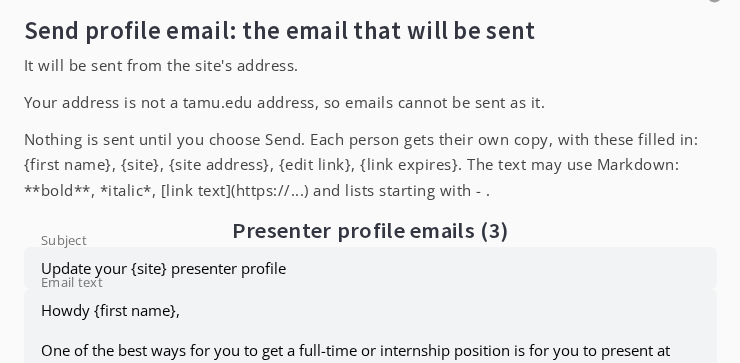 Send profile email: the email that will be sent
It will be sent from the site's address.
Your address is not a tamu.edu address, so emails cannot be sent as it.
Nothing is sent until you choose Send. Each person gets their own copy, with these filled in:
{first name}, {site}, {site address}, {edit link}, {link expires}. The text may use Markdown:
**bold**, *italic*, [link text](https://...) and lists starting with - .
Presenter profile emails (3)
Subject
Update your {site} presenter profile
Email text
Howdy {first name},
One of the best ways for you to get a full-time or internship position is for you to present at